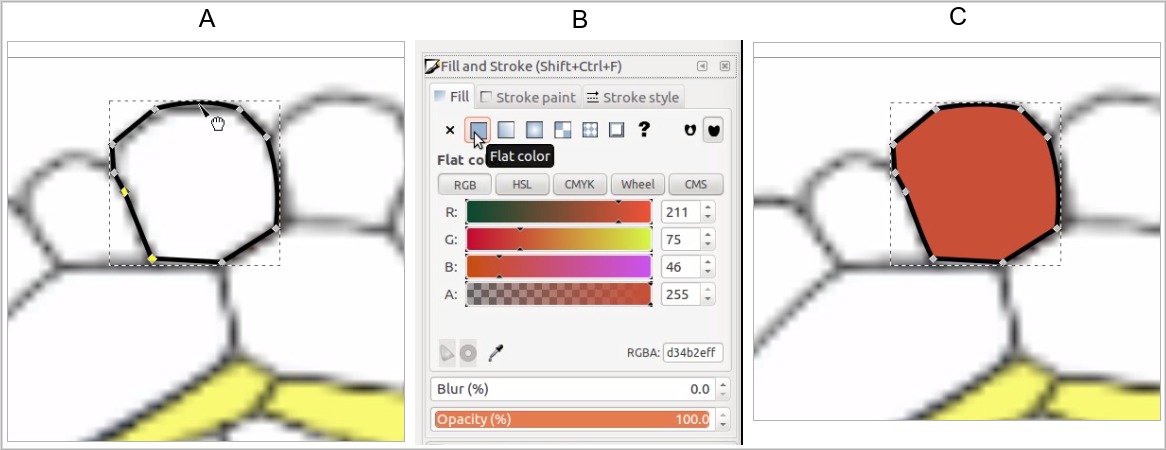 A
B
C
Fill and Stroke (Shift+Ctrl+F)
Fill
Stroke paint
Stroke style
?
Flat co
Flat color
RGB
HSL
CMYK
Wheel
CMS
R:
211
G:
75
B:
46
A:
255
RGBA:
d34b2eff
Blur (%)
0.0
Opacity (%)
100.0